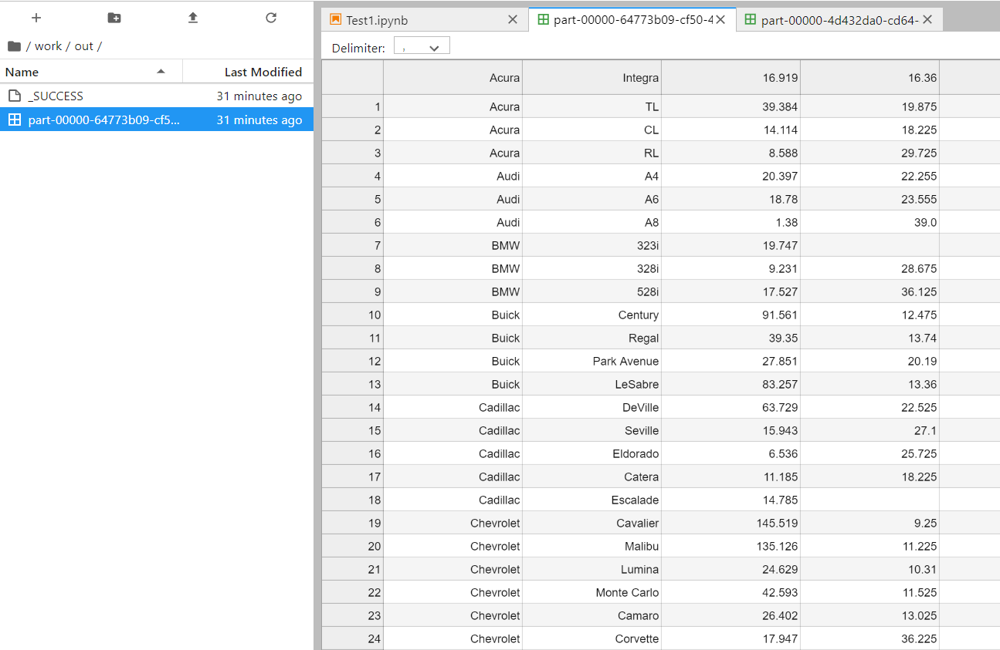 Test1.ipynb part-00000-64773b09-cf50-4 part-00000-4d432da0-cd64-
/ work / out /
Delimiter: ,
Name Last Modified
_SUCCESS 31 minutes ago
part-00000-64773b09-cf5... 31 minutes ago
Acura Integra 16.919 16.36
1 Acura TL 39.384 19.875
2 Acura CL 14.114 18.225
3 Acura RL 8.588 29.725
4 Audi A4 20.397 22.255
5 Audi A6 18.78 23.555
6 Audi A8 1.38 39.0
7 BMW 323i 19.747
8 BMW 328i 9.231 28.675
9 BMW 528i 17.527 36.125
10 Buick Century 91.561 12.475
11 Buick Regal 39.35 13.74
12 Buick Park Avenue 27.851 20.19
13 Buick LeSabre 83.257 13.36
14 Cadillac DeVille 63.729 22.525
15 Cadillac Seville 15.943 27.1
16 Cadillac Eldorado 6.536 25.725
17 Cadillac Catera 11.185 18.225
18 Cadillac Escalade 14.785
19 Chevrolet Cavalier 145.519 9.25
20 Chevrolet Malibu 135.126 11.225
21 Chevrolet Lumina 24.629 10.31
22 Chevrolet Monte Carlo 42.593 11.525
23 Chevrolet Camaro 26.402 13.025
24 Chevrolet Corvette 17.947 36.225